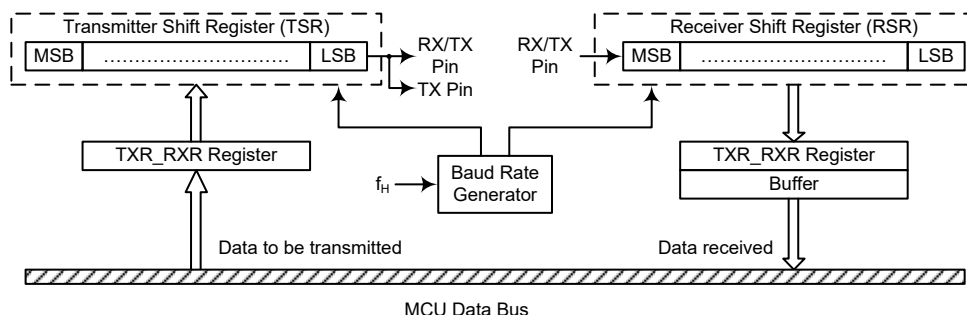 Transmitter Shift Register (TSR)
MSB ................................ LSB
RX/TX
Pin
TX Pin
RX/TX
Pin
Receiver Shift Register (RSR)
MSB ................................ LSB
TXR_RXR Register
fH
Baud Rate
Generator
TXR_RXR Register
Buffer
Data to be transmitted
Data received
MCU Data Bus